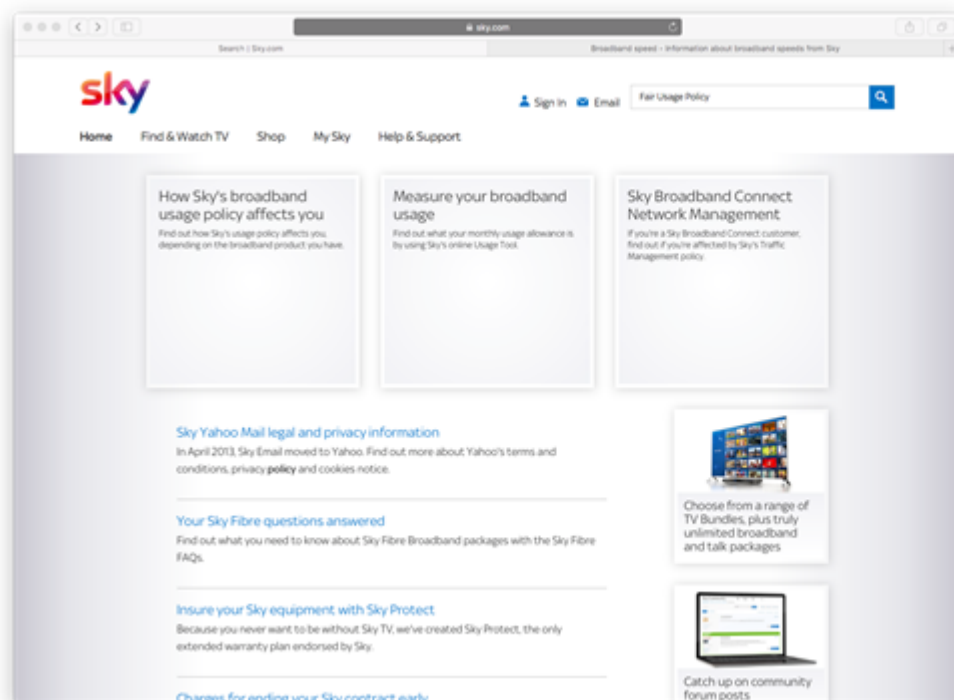 sky.com
Search | Sky.com
Broadband speed - Information about broadband speeds from Sky
sky
Sign In
Email
Fair Usage Policy
Home
Find & Watch TV
Shop
My Sky
Help & Support
How Sky's broadband
usage policy affects you
Find out how Sky's usage policy affects you,
depending on the broadband product you have.
Measure your broadband
usage
Find out what your monthly usage allowance is
by using Sky's online Usage Tool.
Sky Broadband Connect
Network Management
If you're a Sky Broadband Connect customer,
find out if you're affected by Sky's Traffic
Management policy.
Sky Yahoo Mail legal and privacy information
In April 2013, Sky Email moved to Yahoo. Find out more about Yahoo's terms and
conditions, privacy policy and cookies notice.
Your Sky Fibre questions answered
Find out what you need to know about Sky Fibre Broadband packages with the Sky Fibre
FAQs.
Insure your Sky equipment with Sky Protect
Because you never want to be without Sky TV, we've created Sky Protect, the only
extended warranty plan endorsed by Sky.
Charges for ending your Sky contract early
Choose from a range of
TV Bundles, plus truly
unlimited broadband
and talk packages
Catch up on community
forum posts